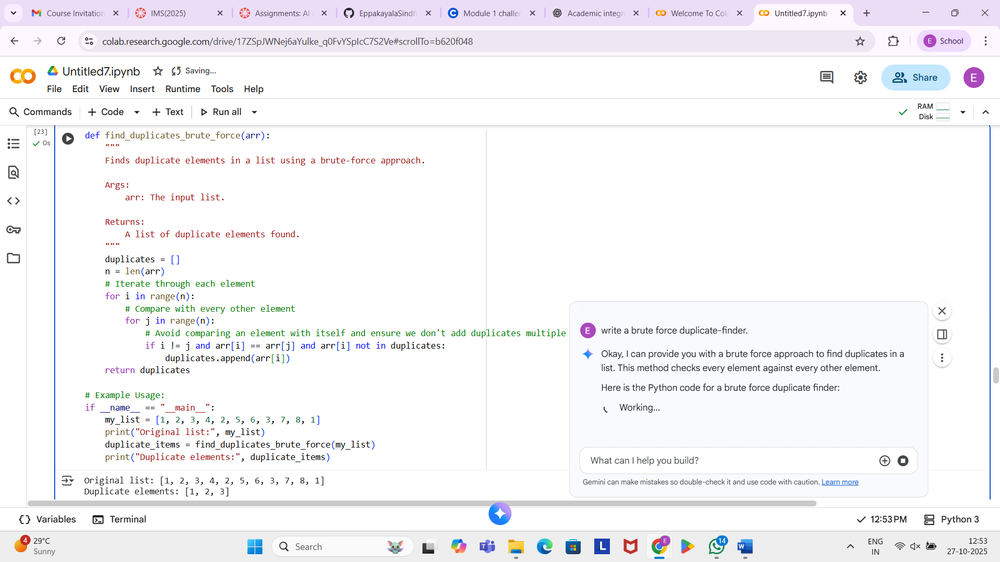 Course Invitation
IMS(2025)
Assignments: AI
EppakayalaSindh
Module 1 challen
Academic integri
Welcome To Cola
Untitled7.ipynb -
colab.research.google.com/drive/17ZSpJWNej6aYulke_q0FvYSpIcC7S2Ve#scrollTo=b620f048
E School
Untitled7.ipynb
Saving...
File Edit View Insert Runtime Tools Help
Share
E
Commands
+ Code
+ Text
Run all
RAM
Disk
[23]
0s
def find_duplicates_brute_force(arr):
"""
Finds duplicate elements in a list using a brute-force approach.
Args:
arr: The input list.
Returns:
A list of duplicate elements found.
"""
duplicates = []
n = len(arr)
# Iterate through each element
for i in range(n):
# Compare with every other element
for j in range(n):
# Avoid comparing an element with itself and ensure we don't add duplicates multiple
if i != j and arr[i] == arr[j] and arr[i] not in duplicates:
duplicates.append(arr[i])
return duplicates
# Example Usage:
if __name__ == "__main__":
my_list = [1, 2, 3, 4, 2, 5, 6, 3, 7, 8, 1]
print("Original list:", my_list)
duplicate_items = find_duplicates_brute_force(my_list)
print("Duplicate elements:", duplicate_items)
Original list: [1, 2, 3, 4, 2, 5, 6, 3, 7, 8, 1]
Duplicate elements: [1, 2, 3]
E
write a brute force duplicate-finder.
Okay, I can provide you with a brute force approach to find duplicates in a
list. This method checks every element against every other element.
Here is the Python code for a brute force duplicate finder:
Working...
What can I help you build?
Gemini can make mistakes so double-check it and use code with caution. Learn more
Variables
Terminal
12:53 PM
Python 3
4
29°C
Sunny
Search
E
14
ENG
IN
12:53
27-10-2025